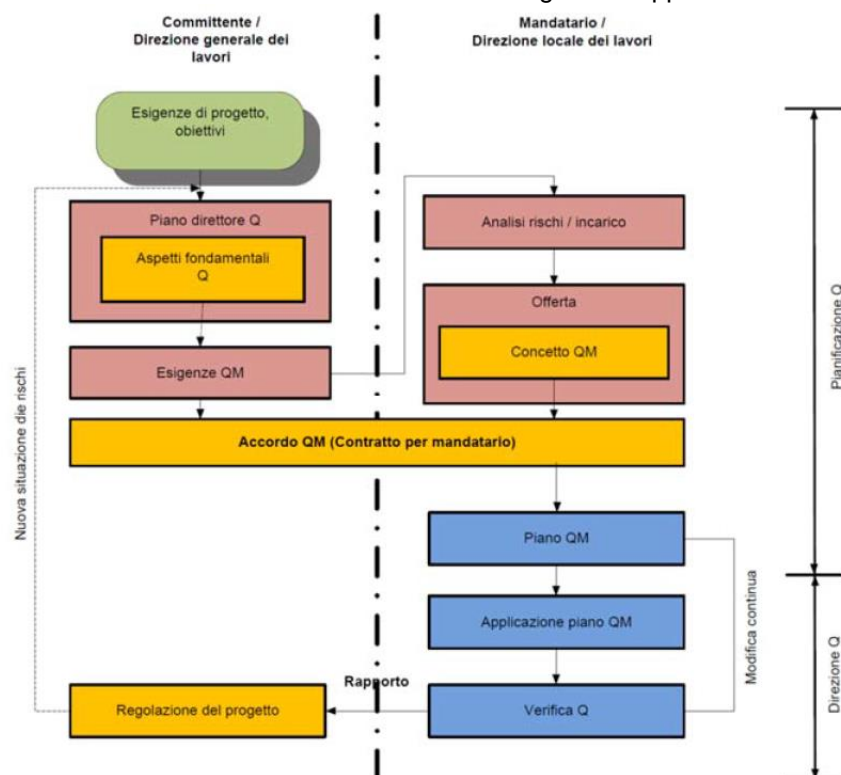 Committente /
Direzione generale dei
lavori
Mandatario /
Direzione locale dei lavori
Esigenze di progetto,
obiettivi
Piano direttore Q
Aspetti fondamentali
Q
Analisi rischi / incarico
Offerta
Concetto QM
Esigenze QM
Accordo QM (Contratto per mandatario)
Piano QM
Applicazione piano QM
Rapporto
Regolazione del progetto
Verifica Q
Nuova situazione die rischi
Modifica continua
Pianificazione Q
Direzione Q